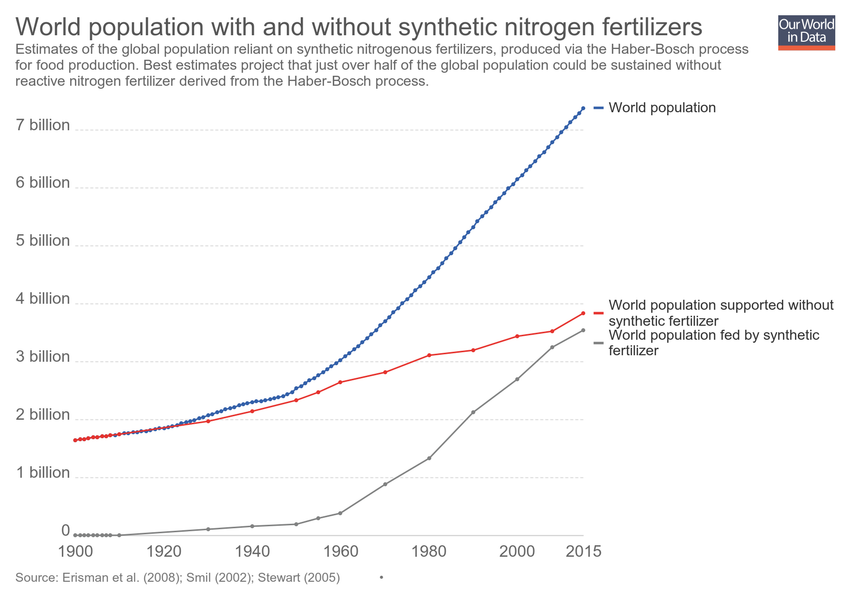 World population with and without synthetic nitrogen fertilizers
Our World
in Data
Estimates of the global population reliant on synthetic nitrogenous fertilizers, produced via the Haber-Bosch process
for food production. Best estimates project that just over half of the global population could be sustained without
reactive nitrogen fertilizer derived from the Haber-Bosch process.
World population
7 billion
6 billion
5 billion
4 billion
World population supported without
synthetic fertilizer
World population fed by synthetic
fertilizer
3 billion
2 billion
1 billion
0
1900 1920 1940 1960 1980 2000 2015
Source: Erisman et al. (2008); Smil (2002); Stewart (2005) •